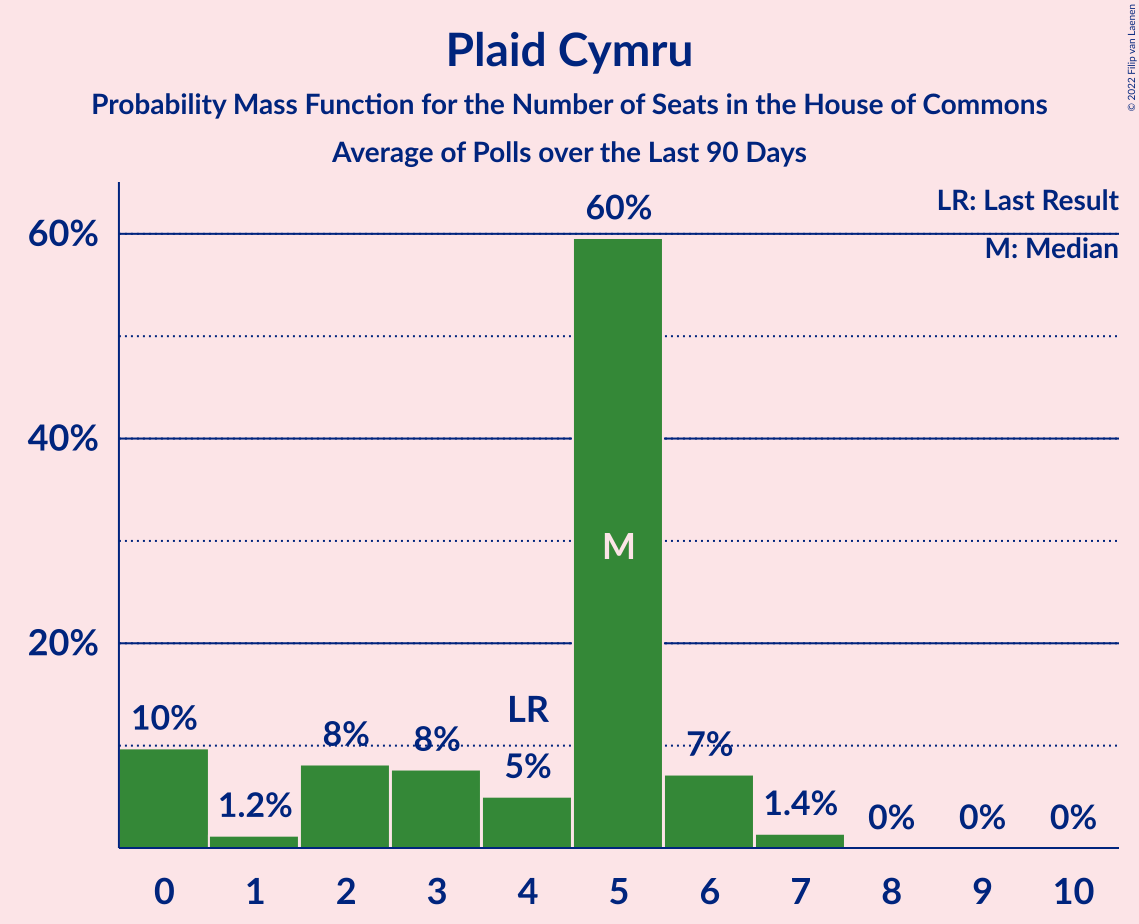 Plaid Cymru
Probability Mass Function for the Number of Seats in the House of Commons
Average of Polls over the Last 90 Days
© 2022 Filip van Laenen
LR: Last Result
M: Median
60%
40%
20%
10%
1.2%
8%
8%
LR
5%
60%
M
7%
1.4%
0%
0%
0%
0 1 2 3 4 5 6 7 8 9 10